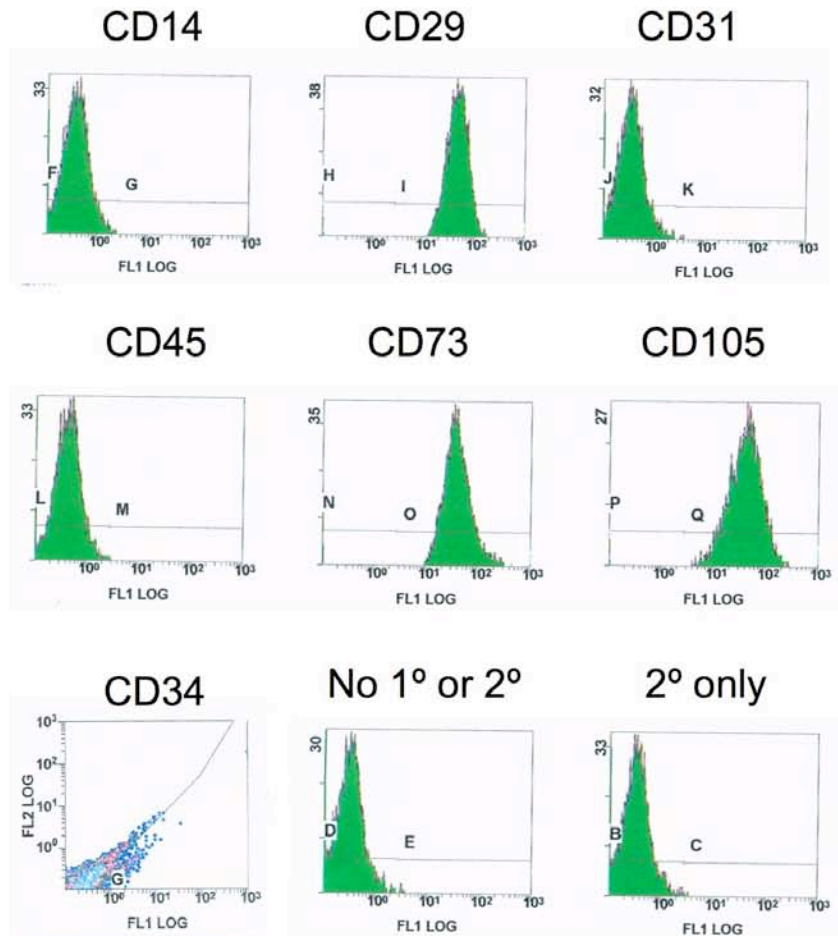 CD14 CD29 CD31
33 38 32
F G H I J K
10⁰ 10¹ 10² 10³ 10⁰ 10¹ 10² 10³ 10⁰ 10¹ 10² 10³
FL1 LOG FL1 LOG FL1 LOG
CD45 CD73 CD105
33 35 27
L M N O P Q
10⁰ 10¹ 10² 10³ 10⁰ 10¹ 10² 10³ 10⁰ 10¹ 10² 10³
FL1 LOG FL1 LOG FL1 LOG
CD34 No 1º or 2º 2º only
10³ 30 33
10²
10¹
10⁰
FL2 LOG
G D E B C
10⁰ 10¹ 10² 10³ 10⁰ 10¹ 10² 10³ 10⁰ 10¹ 10² 10³
FL1 LOG FL1 LOG FL1 LOG